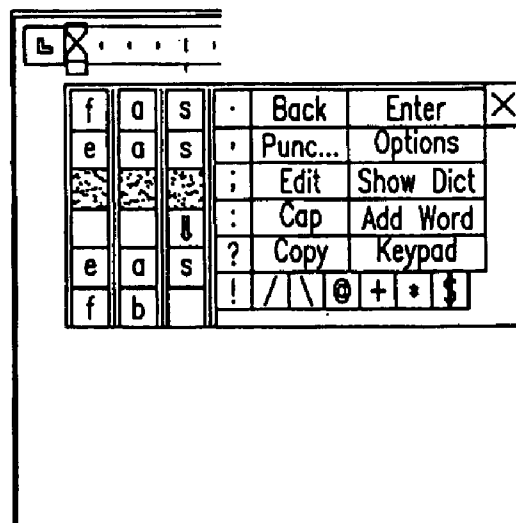 f a s . Back Enter X
e a s , Punc... Options
; Edit Show Dict
: Cap Add Word
e a s ? Copy Keypad
f b ! / \ @ + * $